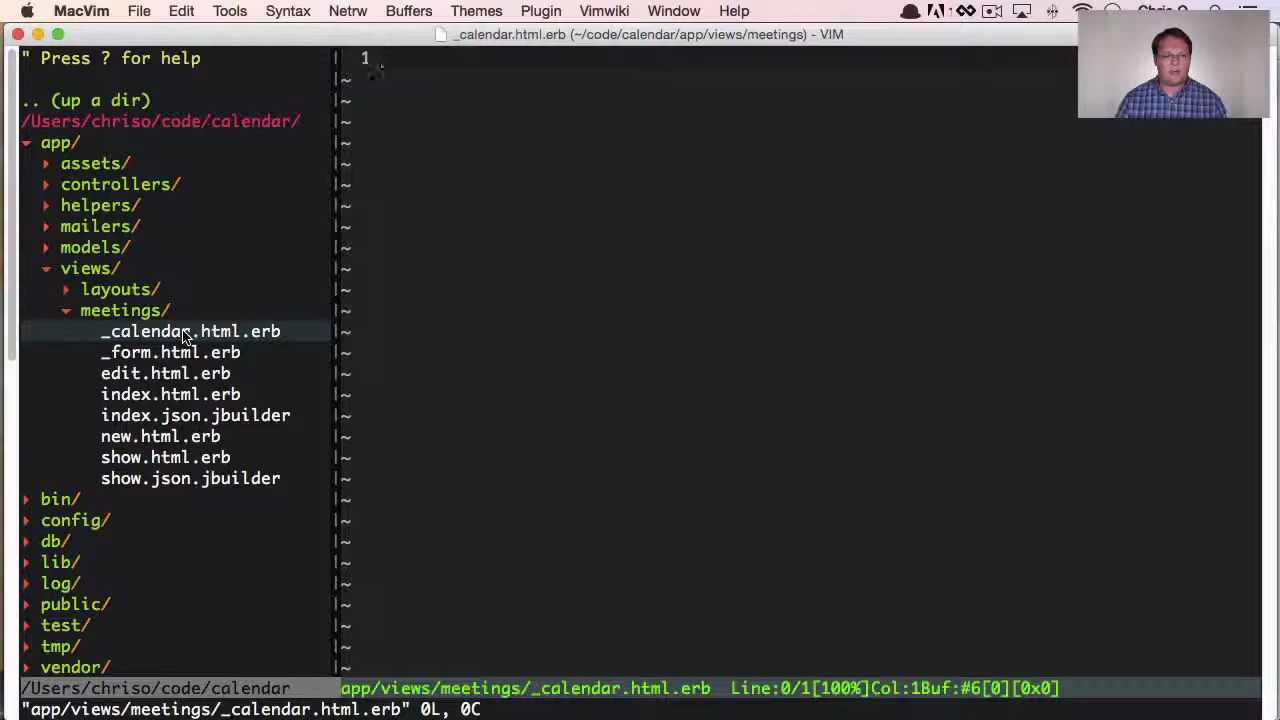 MacVim File Edit Tools Syntax Netrw Buffers Themes Plugin Vimwiki Window Help
_calendar.html.erb (~/code/calendar/app/views/meetings) - VIM
" Press ? for help
1
.. (up a dir)
/Users/chriso/code/calendar/
app/
assets/
controllers/
helpers/
mailers/
models/
views/
layouts/
meetings/
_calendar.html.erb
_form.html.erb
edit.html.erb
index.html.erb
index.json.jbuilder
new.html.erb
show.html.erb
show.json.jbuilder
bin/
config/
db/
lib/
log/
public/
test/
tmp/
vendor/
/Users/chriso/code/calendar
app/views/meetings/_calendar.html.erb Line:0/1[100%]Col:1Buf:#6[0][0x0]
"app/views/meetings/_calendar.html.erb" 0L, 0C